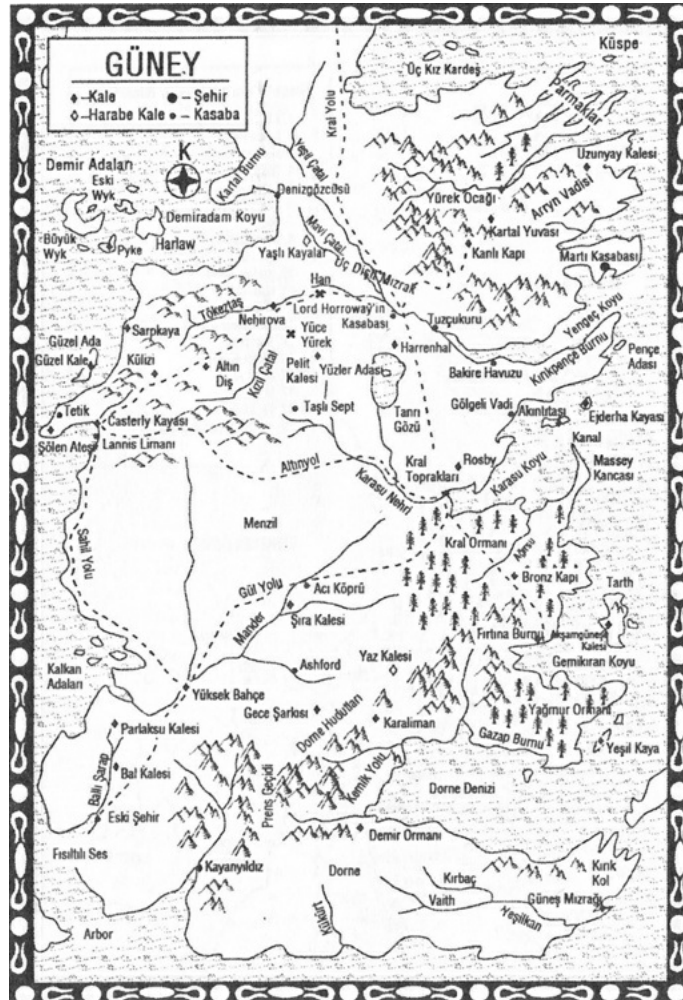 GÜNEY
–Kale
–Şehir
–Harabe Kale
–Kasaba
K
Küspe
Üç Kız Kardeş
Parmaklar
Kral Yolu
Yeşil Çatal
Kartal Burnu
Uzunyay Kalesi
Demir Adaları
Eski
Wyk
Denizgözcüsü
Yürek Ocağı
Arryn Vadisi
Demiradam Koyu
Kartal Yuvası
Büyük
Wyk
Pyke
Harlaw
Mavi Çatal
Yaşlı Kayalar
Üç Dişli Mızrak
Kanlı Kapı
Martı Kasabası
Han
Tökeztaş
Lord Horroway'in
Kasabası
Nehirova
Sarpkaya
Tuzçukuru
Yengeç Koyu
Yüce
Yürek
Güzel Ada
Güzel Kale
Külizi
Altın
Diş
Kızıl Çatal
Pelit
Kalesi
Yüzler Adası
Harrenhal
Bakire Havuzu
Kırıkpençe Burnu
Pençe
Adası
Tetik
Casterly Kayası
Taşlı Sept
Tanrı
Gözü
Gölgeli Vadi
Akıntıtaşı
Ejderha Kayası
Şölen Ateşi
Lannis Limanı
Kanal
Altınyol
Kral
Toprakları
Rosby
Karasu Koyu
Massey
Kancası
Karasu Nehri
Menzil
Kral Ormanı
Sahil Yolu
Bronz Kapı
Gül Yolu
Acı Köprü
Tarth
Mander
Şıra Kalesi
Fırtına Burnu
Akşamgüneşi
Kalesi
Ashford
Yaz Kalesi
Gemikıran Koyu
Kalkan
Adaları
Yüksek Bahçe
Gece Şarkısı
Dorne Hudutları
Karaliman
Yağmur Ormanı
Parlaksu Kalesi
Gazap Burnu
Yeşil Kaya
Ballı Şarap
Bal Kalesi
Prens Geçidi
Kemik Yolu
Dorne Denizi
Eski Şehir
Demir Ormanı
Fısıltılı Ses
Kayanyıldız
Dorne
Kırbaç
Kırık
Kol
Vaith
Güneş Mızrağı
Kükürt
Yeşilkan
Arbor